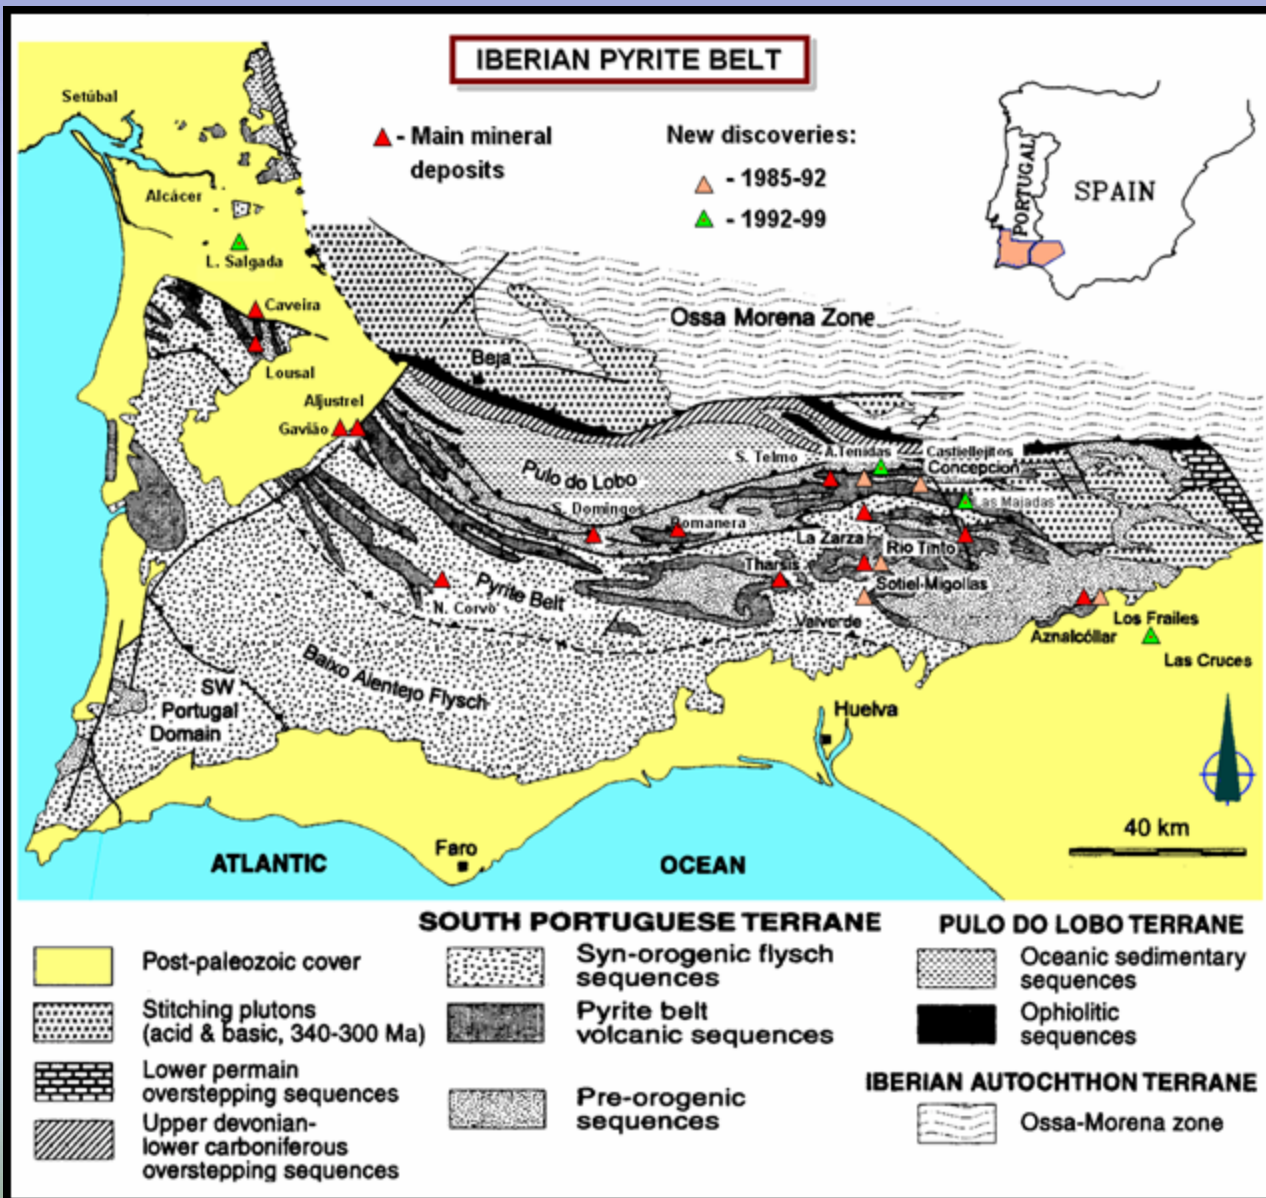 IBERIAN PYRITE BELT
- Main mineral
deposits
New discoveries:
- 1985-92
- 1992-99
PORTUGAL
SPAIN
Setúbal
Alcácer
L. Salgada
Caveira
Lousal
Aljustrel
Gavião
Beja
Ossa Morena Zone
Pulo do Lobo
S. Telmo
A.Tenidas
Castiellejitos
Concepcion
Las Majadas
S. Domingos
Romanera
La Zarza
Rio Tinto
Tharsis
Sotiel-Migollas
N. Corvo
Pyrite Belt
Valverde
Los Frailes
Aznalcóllar
Las Cruces
Baixo Alentejo Flysch
SW
Portugal
Domain
Huelva
Faro
40 km
ATLANTIC
OCEAN
Post-paleozoic cover
Stitching plutons
(acid & basic, 340-300 Ma)
Lower permain
overstepping sequences
Upper devonian-
lower carboniferous
overstepping sequences
SOUTH PORTUGUESE TERRANE
Syn-orogenic flysch
sequences
Pyrite belt
volcanic sequences
Pre-orogenic
sequences
PULO DO LOBO TERRANE
Oceanic sedimentary
sequences
Ophiolitic
sequences
IBERIAN AUTOCHTHON TERRANE
Ossa-Morena zone